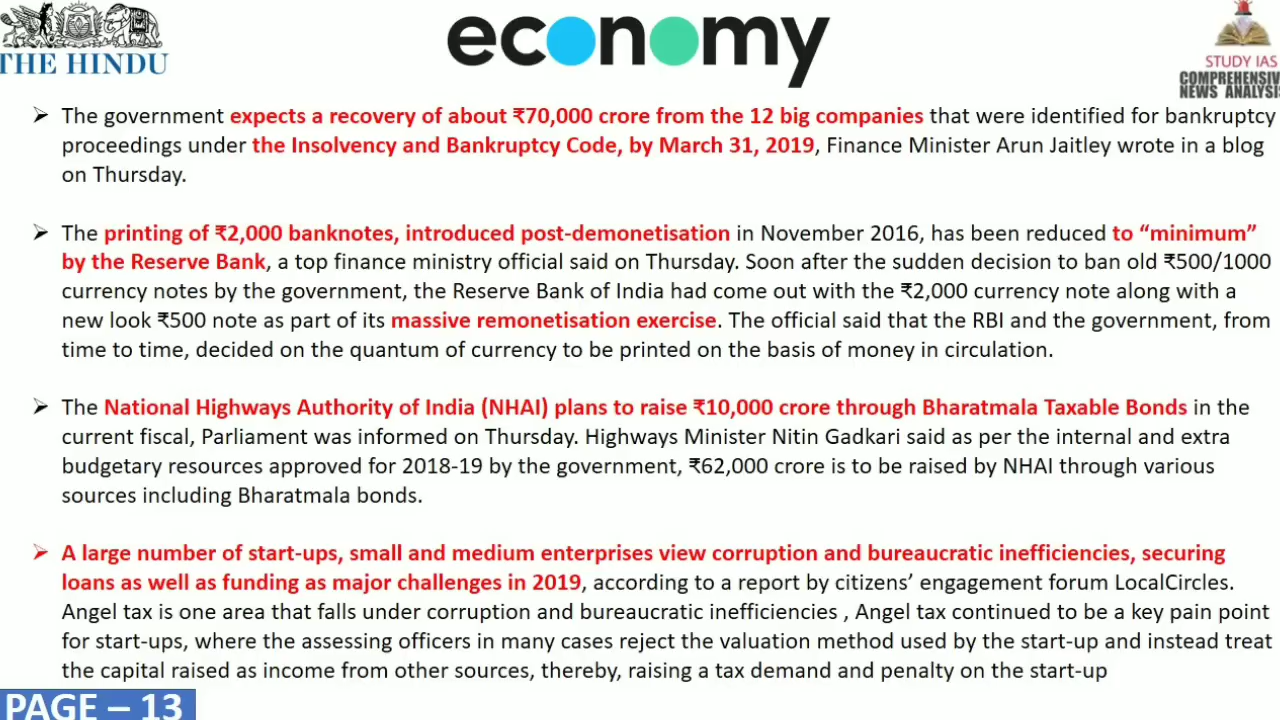 THE HINDU
economy
STUDY IAS
COMPREHENSIVE
NEWS ANALYSIS
➢ The government expects a recovery of about ₹70,000 crore from the 12 big companies that were identified for bankruptcy
proceedings under the Insolvency and Bankruptcy Code, by March 31, 2019, Finance Minister Arun Jaitley wrote in a blog
on Thursday.
➢ The printing of ₹2,000 banknotes, introduced post-demonetisation in November 2016, has been reduced to “minimum”
by the Reserve Bank, a top finance ministry official said on Thursday. Soon after the sudden decision to ban old ₹500/1000
currency notes by the government, the Reserve Bank of India had come out with the ₹2,000 currency note along with a
new look ₹500 note as part of its massive remonetisation exercise. The official said that the RBI and the government, from
time to time, decided on the quantum of currency to be printed on the basis of money in circulation.
➢ The National Highways Authority of India (NHAI) plans to raise ₹10,000 crore through Bharatmala Taxable Bonds in the
current fiscal, Parliament was informed on Thursday. Highways Minister Nitin Gadkari said as per the internal and extra
budgetary resources approved for 2018-19 by the government, ₹62,000 crore is to be raised by NHAI through various
sources including Bharatmala bonds.
➢ A large number of start-ups, small and medium enterprises view corruption and bureaucratic inefficiencies, securing
loans as well as funding as major challenges in 2019, according to a report by citizens’ engagement forum LocalCircles.
Angel tax is one area that falls under corruption and bureaucratic inefficiencies , Angel tax continued to be a key pain point
for start-ups, where the assessing officers in many cases reject the valuation method used by the start-up and instead treat
the capital raised as income from other sources, thereby, raising a tax demand and penalty on the start-up
PAGE – 13